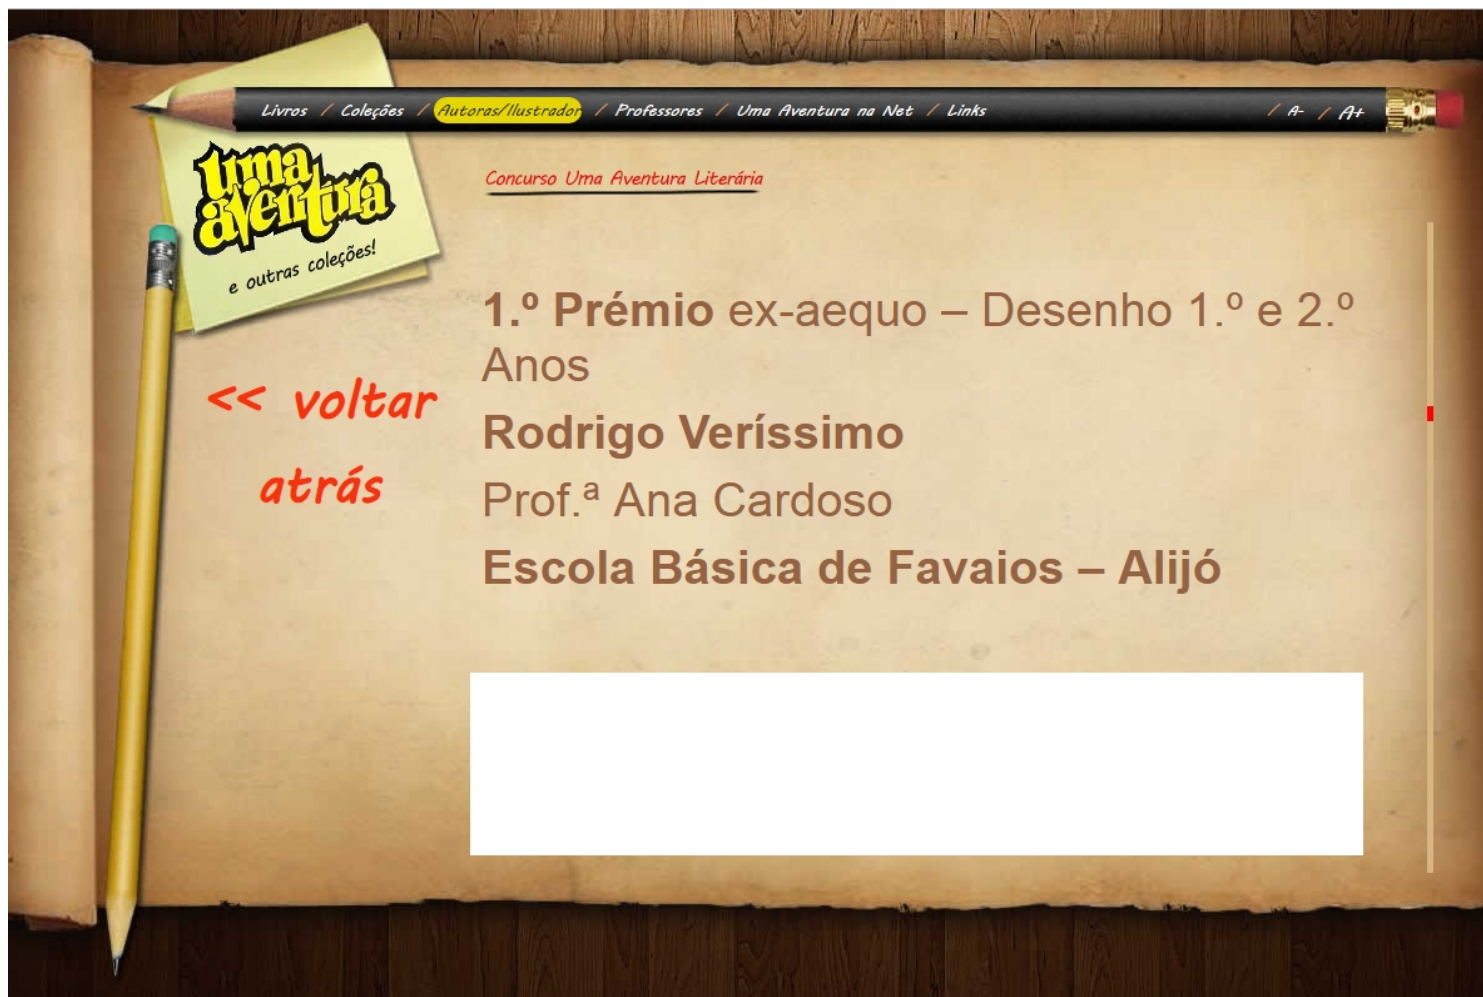 Livros / Coleções / Autoras/Ilustrador / Professores / Uma Aventura na Net / Links / A- / A+
uma
aventura
e outras coleções!
Concurso Uma Aventura Literária
<< voltar
atrás
1.º Prémio ex-aequo – Desenho 1.º e 2.º
Anos
Rodrigo Veríssimo
Prof.ª Ana Cardoso
Escola Básica de Favaios – Alijó